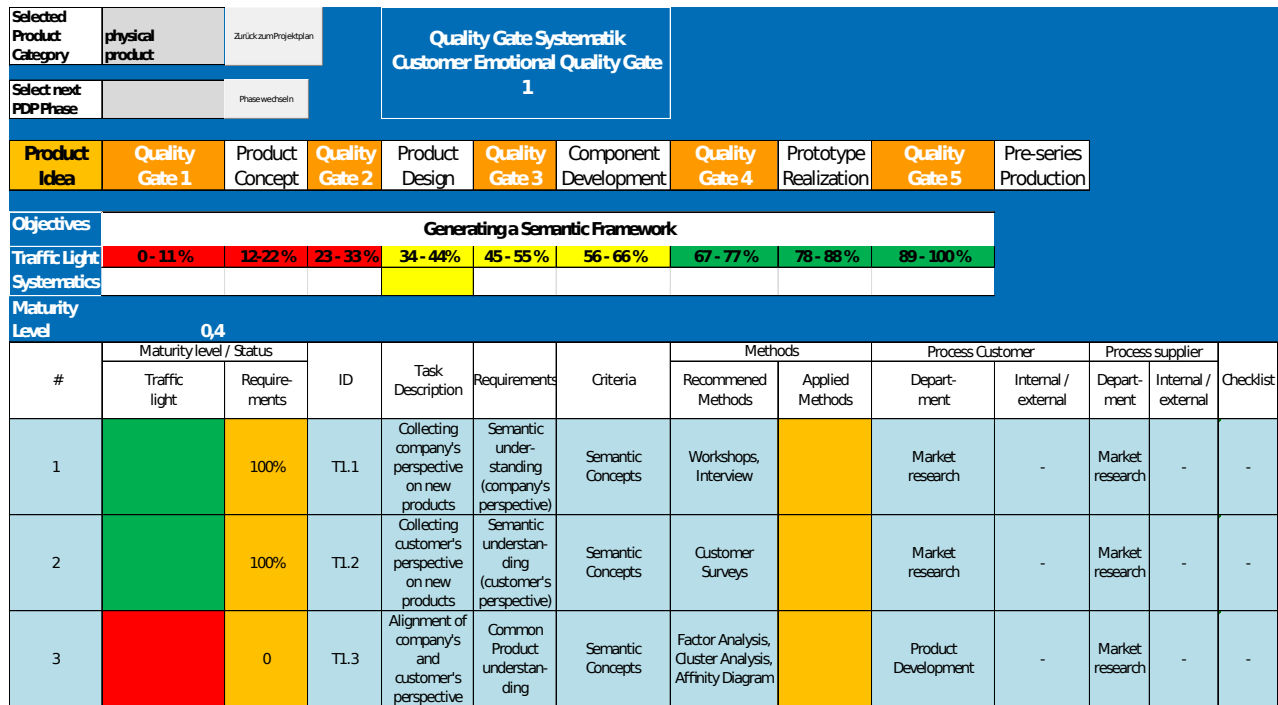 Selected
Product
Category
physical
product
Zurück zum Projektplan
Quality Gate Systematik
Customer Emotional Quality Gate
1
Select next
PDP Phase
Phase wechseln
Product
Idea
Quality
Gate 1
Product
Concept
Quality
Gate 2
Product
Design
Quality
Gate 3
Component
Development
Quality
Gate 4
Prototype
Realization
Quality
Gate 5
Pre-series
Production
Objectives
Generating a Semantic Framework
Traffic Light
Systematics
0 - 11 %
12-22 %
23 - 33 %
34 - 44%
45 - 55 %
56 - 66 %
67 - 77 %
78 - 88 %
89 - 100 %
Maturity
Level
0,4
#
Maturity level / Status
Traffic
light
Require-
ments
ID
Task
Description
Requirements
Criteria
Methods
Recommened
Methods
Applied
Methods
Process Customer
Depart-
ment
Internal /
external
Process supplier
Depart-
ment
Internal /
external
Checklist
1
100%
T1.1
Collecting
company's
perspective
on new
products
Semantic
under-
standing
(company's
perspective)
Semantic
Concepts
Workshops,
Interview
Market
research
-
Market
research
-
-
2
100%
T1.2
Collecting
customer's
perspective
on new
products
Semantic
understan-
ding
(customer's
perspective)
Semantic
Concepts
Customer
Surveys
Market
research
-
Market
research
-
-
3
0
T1.3
Alignment of
company's
and
customer's
perspective
Common
Product
understan-
ding
Semantic
Concepts
Factor Analysis,
Cluster Analysis,
Affinity Diagram
Product
Development
-
Market
research
-
-